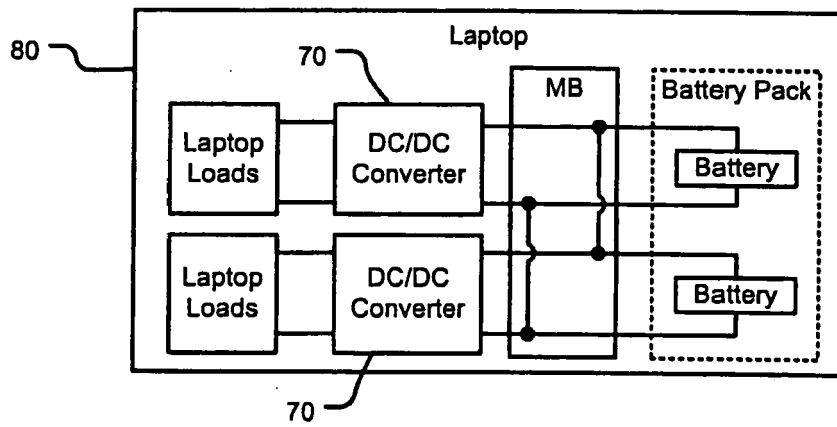 80
Laptop
70
MB
Battery Pack
Laptop
Loads
DC/DC
Converter
Battery
Laptop
Loads
DC/DC
Converter
Battery
70